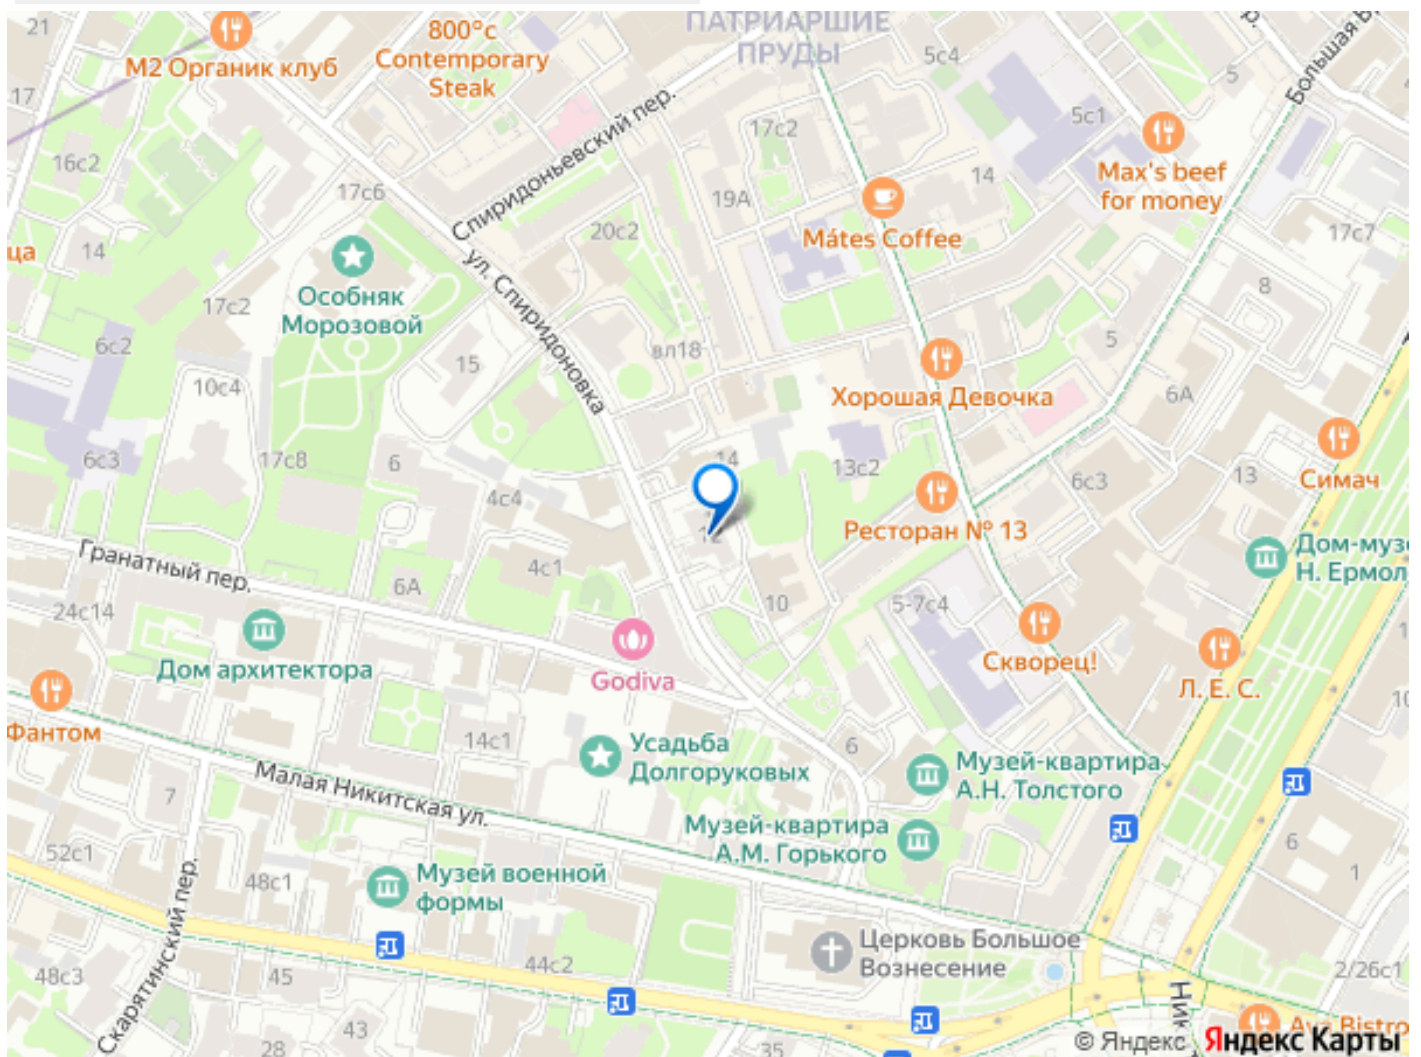 21
800°c
Contemporary
Steak
ПАТРИАРШИЕ
ПРУДЫ
М2 Органик клуб
17
16с2
17с6
Спиридоньевский пер.
17с2
5с4
5
5с1
Max's beef
for money
14
19А
20с2
Mátes Coffee
17с7
14
Особняк
Морозовой
17с2
ул. Спиридоновка
8
6с2
15
вл18
5
10с4
Хорошая Девочка
6А
6с3
17с8
6
14
13с2
6с3
13
Симач
4с4
Ресторан № 13
Гранатный пер.
4с1
6А
10
5-7с4
24с14
Дом архитектора
Godiva
Скворец!
Л. Е. С.
Фантом
14с1
Усадьба
Долгоруковых
6
Музей-квартира
А.Н. Толстого
Малая Никитская ул.
7
Музей-квартира
А.М. Горького
52с1
48с1
Музей военной
формы
6
1
Скарятинский пер.
Церковь Большое
Вознесение
48с3
45
44с2
2/26с1
43
28
35
© Яндекс Яндекс Карты